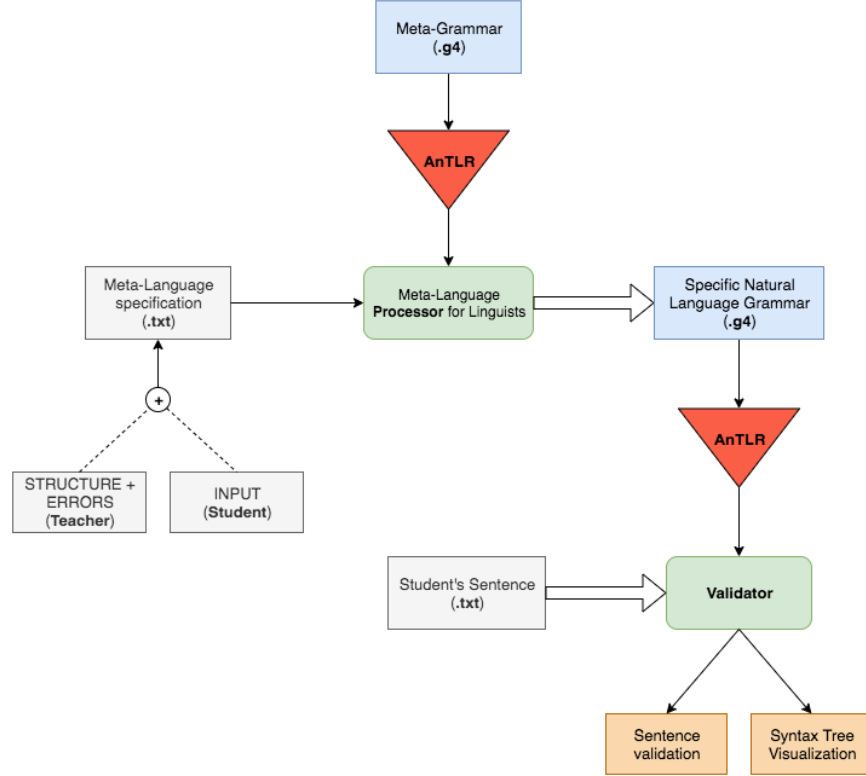 Meta-Grammar
(.g4)
AnTLR
Meta-Language
specification
(.txt)
Meta-Language
Processor for Linguists
Specific Natural
Language Grammar
(.g4)
+
AnTLR
STRUCTURE +
ERRORS
(Teacher)
INPUT
(Student)
Student's Sentence
(.txt)
Validator
Sentence
validation
Syntax Tree
Visualization